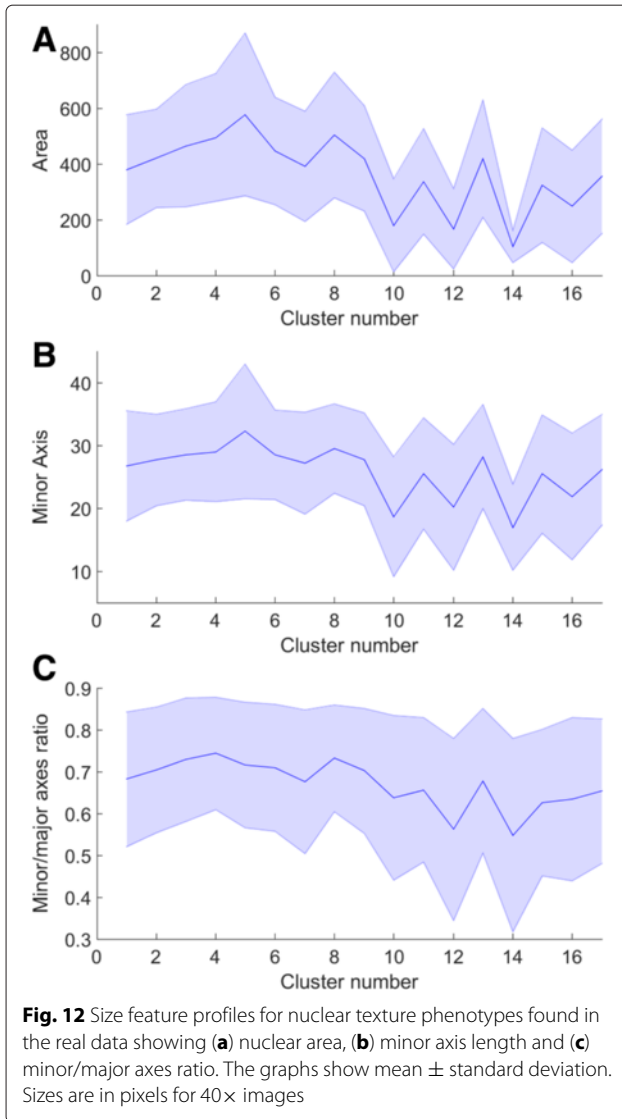 A
800
600
400
200
0
Area
0 2 4 6 8 10 12 14 16
Cluster number
B
40
30
20
10
Minor Axis
0 2 4 6 8 10 12 14 16
Cluster number
C
0.9
0.8
0.7
0.6
0.5
0.4
0.3
Minor/major axes ratio
0 2 4 6 8 10 12 14 16
Cluster number
Fig. 12 Size feature profiles for nuclear texture phenotypes found in
the real data showing (a) nuclear area, (b) minor axis length and (c)
minor/major axes ratio. The graphs show mean ± standard deviation.
Sizes are in pixels for 40× images